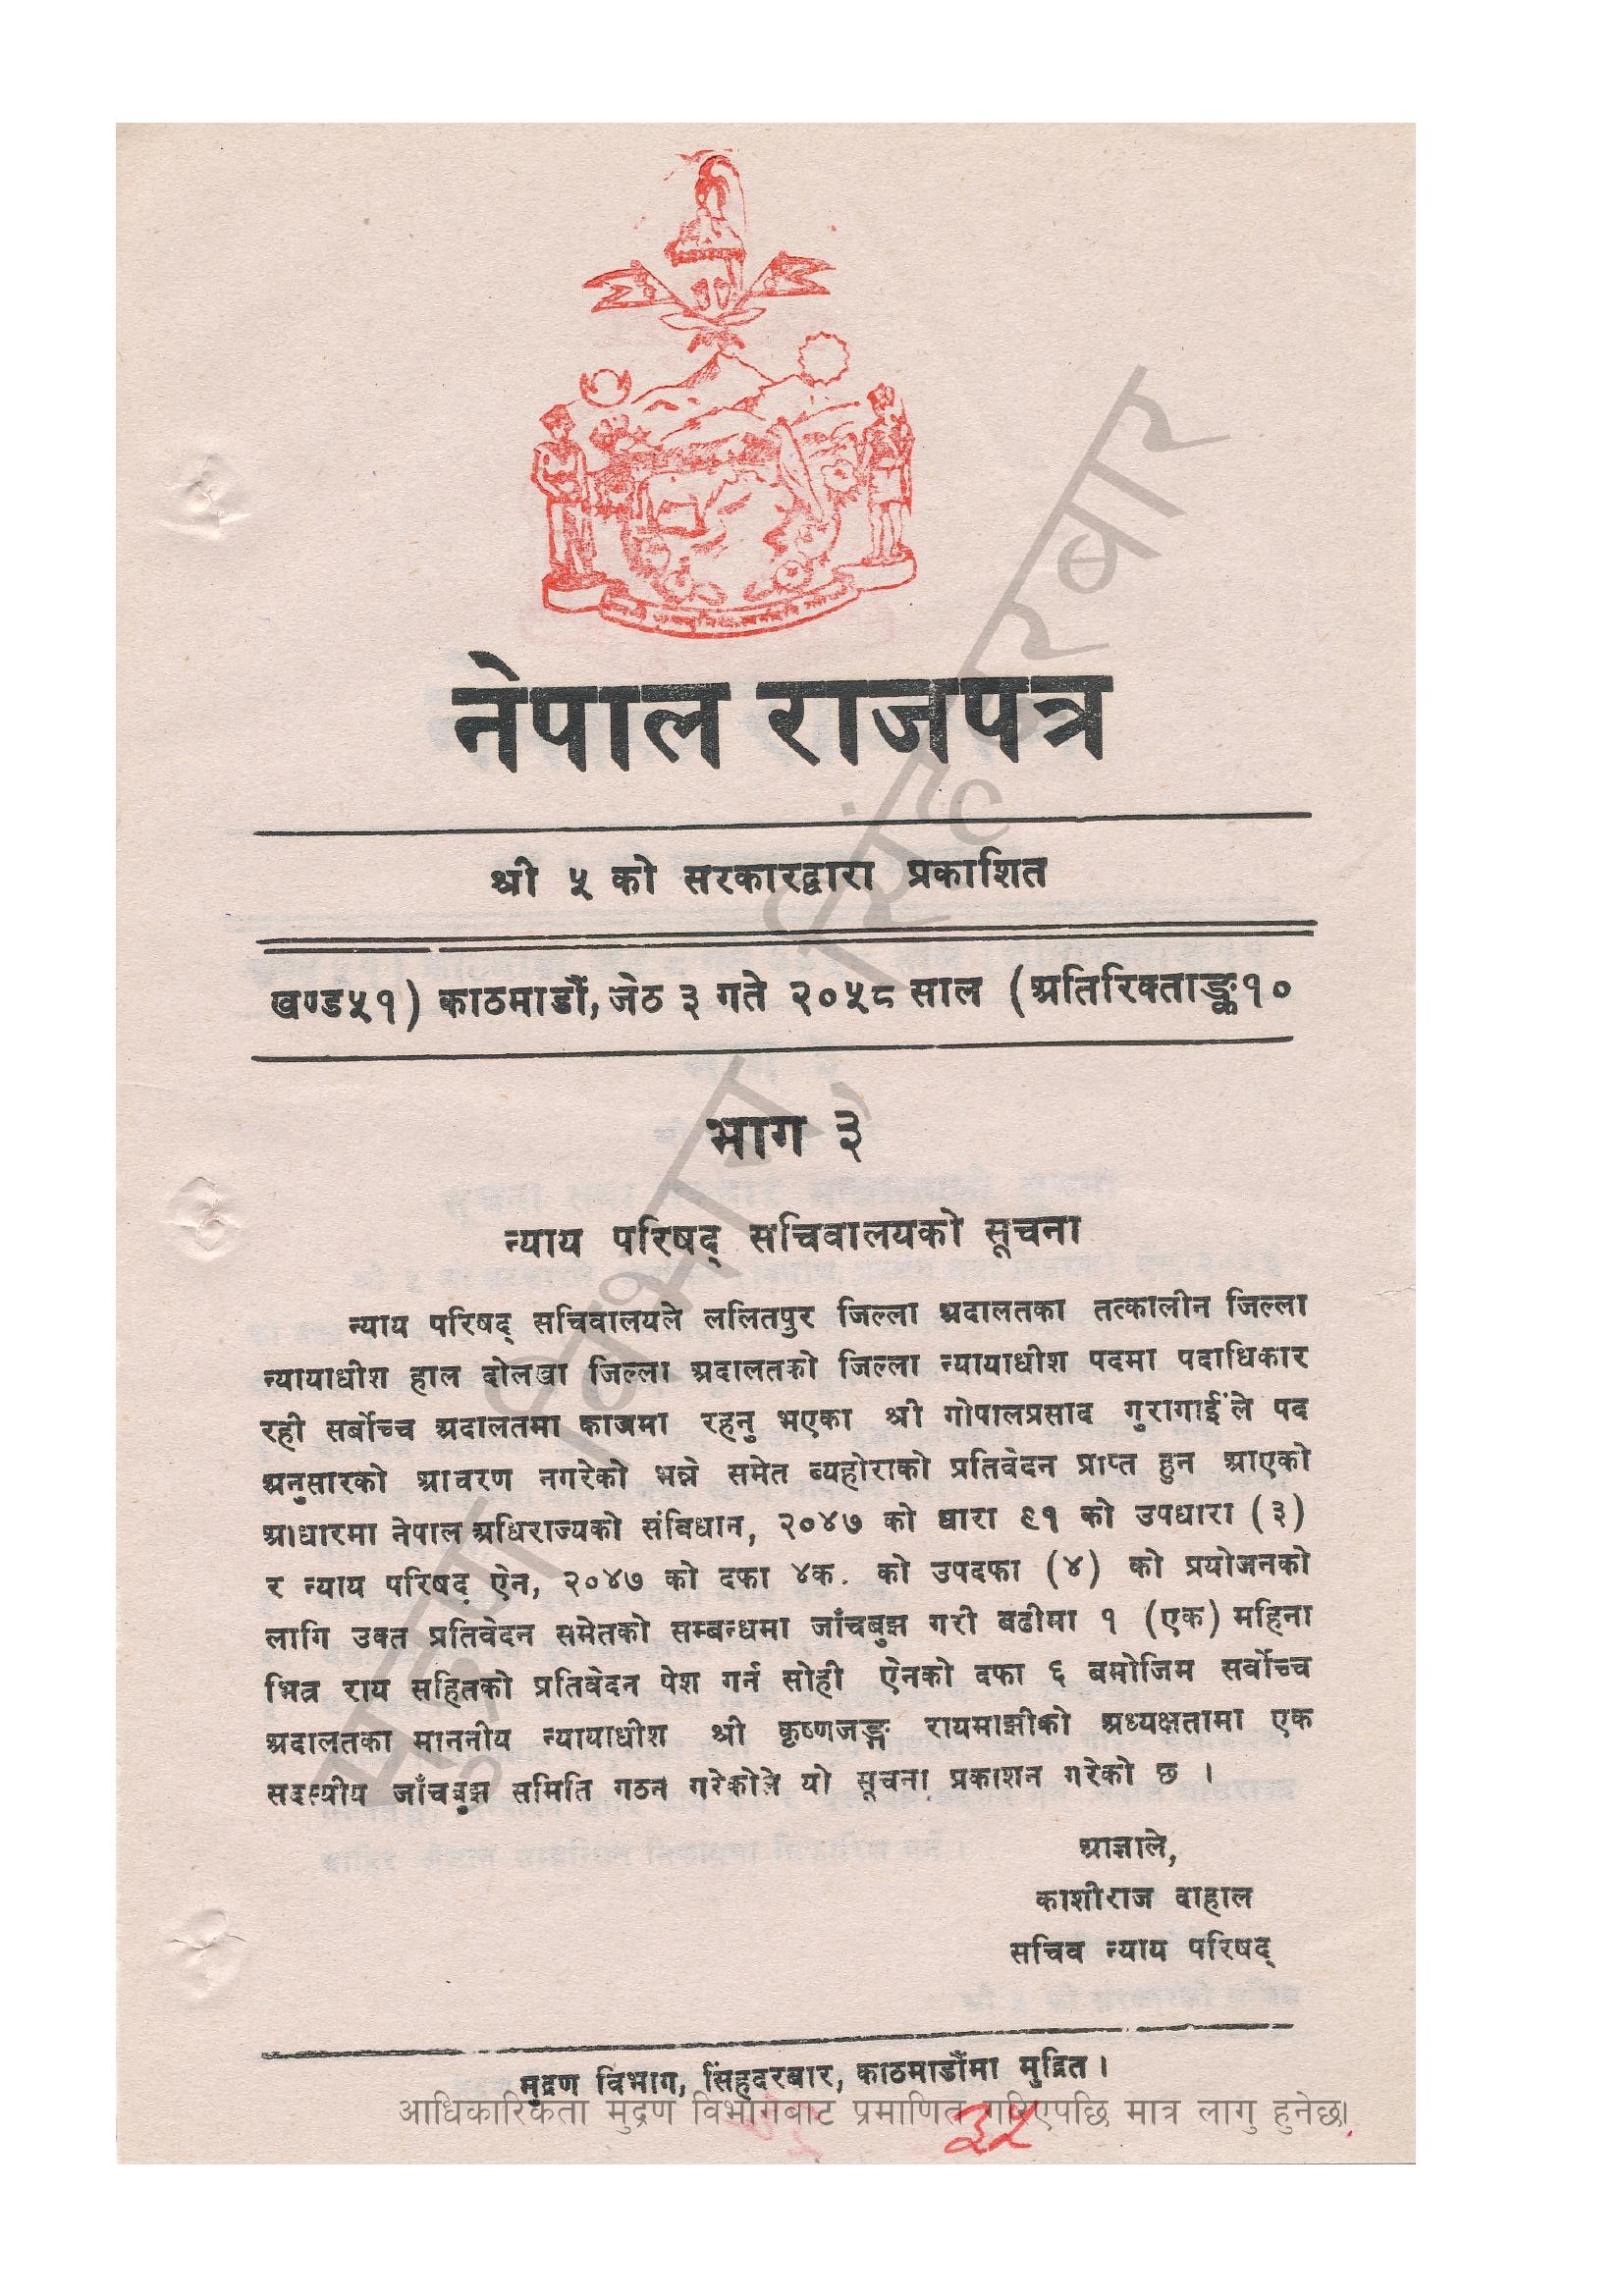 नेपाल राजपत्र
श्री ५ को सरकारद्वारा प्रकाशित
खण्ड५१) काठमाडौं, जेठ ३ गते २०५८ साल (अतिरिक्ताङ्क१०
भाग ३
न्याय परिषद् सचिवालयको सूचना
न्याय परिषद् सचिवालयले ललितपुर जिल्ला अदालतका तत्कालीन जिल्ला
न्यायाधीश हाल दोलखा जिल्ला अदालतको जिल्ला न्यायाधीश पदमा पदाधिकार
रही सर्बोच्च अदालतमा काजमा रहनु भएका श्री गोपालप्रसाद गुरागाईंले पद
अनुसारको आचरण नगरेको भन्ने समेत ब्यहोराको प्रतिवेदन प्राप्त हुन आएको
आधारमा नेपाल अधिराज्यको संबिधान, २०४७ को धारा ९१ को उपधारा (३)
र न्याय परिषद् ऐन, २०४७ को दफा ४क. को उपदफा (४) को प्रयोजनको
लागि उक्त प्रतिवेदन समेतको सम्बन्धमा जाँचबुझ गरी बढीमा १ (एक) महिना
भित्र राय सहितको प्रतिवेदन पेश गर्न सोही ऐनको दफा ६ बमोजिम सर्वोच्च
अदालतका माननीय न्यायाधीश श्री कृष्णजङ्ग रायमाझीको अध्यक्षतामा एक
सदस्यीय जाँचबुझ समिति गठन गरेकोले यो सूचना प्रकाशन गरेको छ ।
आज्ञाले,
काशीराज दाहाल
सचिव न्याय परिषद्
मुद्रण विभाग, सिंहदरबार, काठमाडौंमा मुद्रित ।
आधिकारिकता मुद्रण विभागबाट प्रमाणित गरिएपछि मात्र लागु हुनेछ।
३५
मुद्रण विभाग, सिंहदरबार